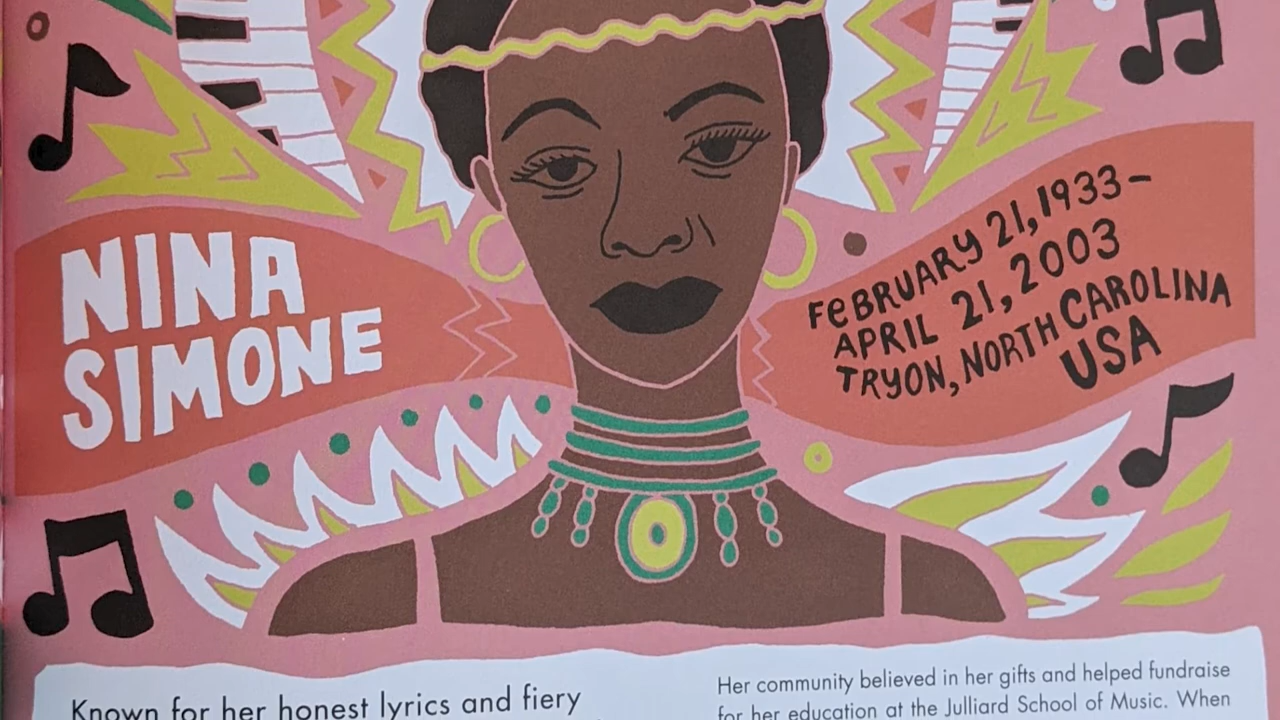 NINA
SIMONE
FeBRUARY 21, 1933-
APRIL 21, 2003
TRYON, NORTH CAROLINA
USA
Known for her honest lyrics and fiery
Her community believed in her gifts and helped fundraise
for her education at the Julliard School of Music. When